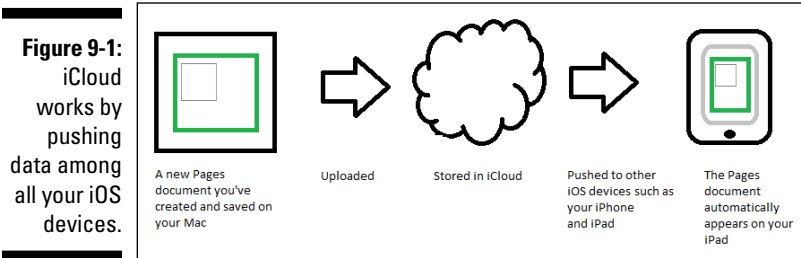 Figure 9-1:
iCloud
works by
pushing
data among
all your iOS
devices.
A new Pages
document you've
created and saved on
your Mac
Uploaded
Stored in iCloud
Pushed to other
iOS devices such as
your iPhone
and iPad
The Pages
document
automatically
appears on your
iPad